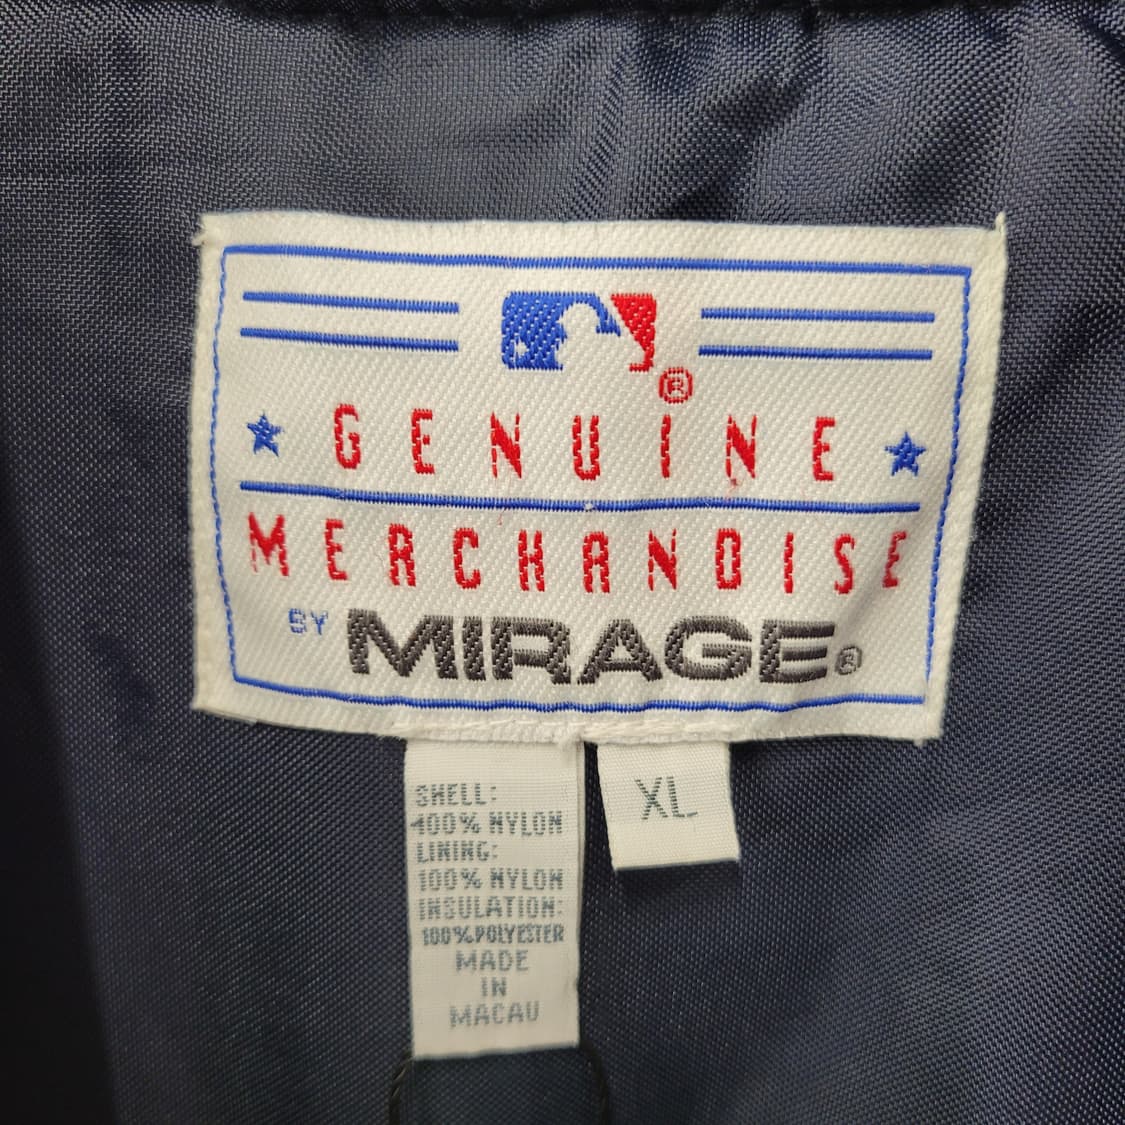 ®
GENUINE
MERCHANDISE
BY MIRAGE®
XL
SHELL:
100% NYLON
LINING:
100% NYLON
INSULATION:
100% POLYESTER
MADE
IN
MACAU